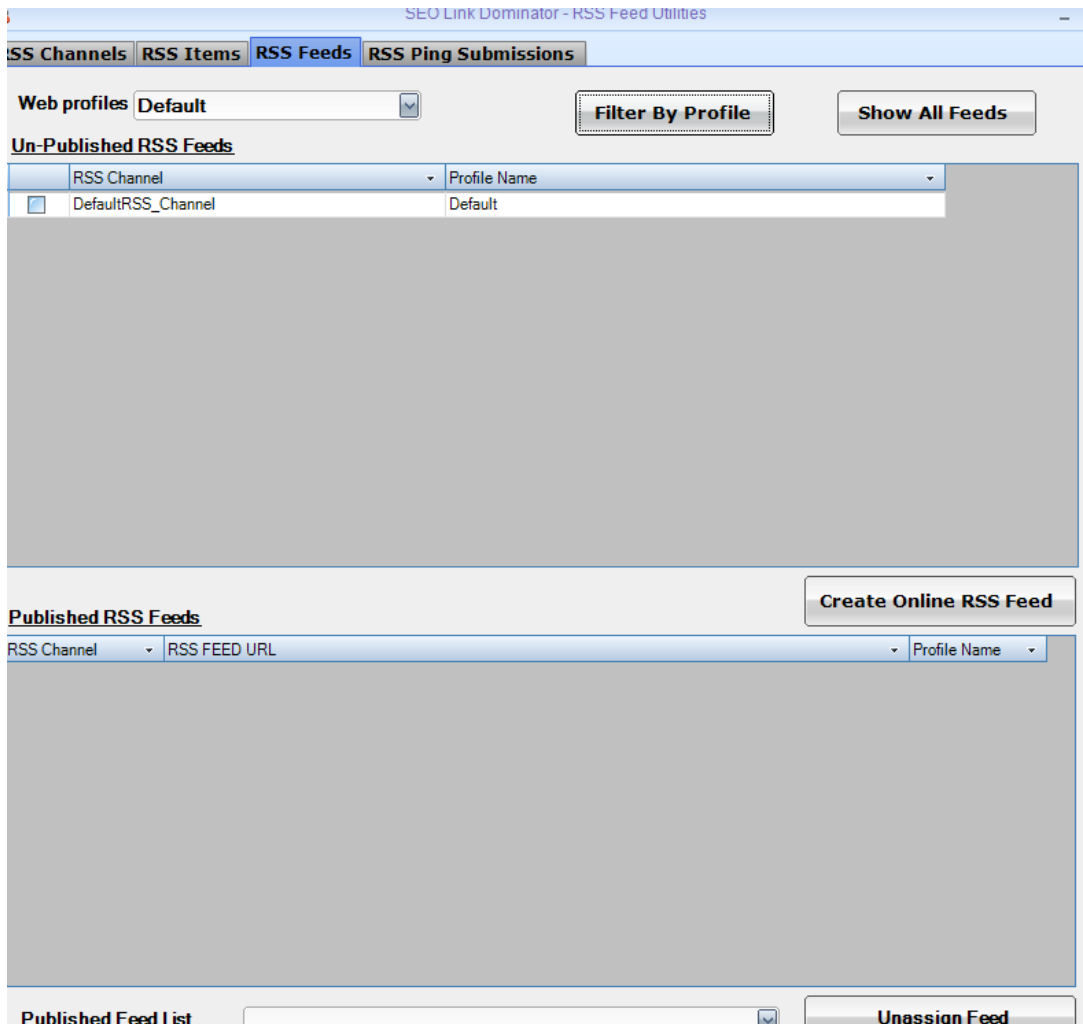 SEO Link Dominator - RSS Feed Utilities
RSS Channels RSS Items RSS Feeds RSS Ping Submissions
Web profiles Default Filter By Profile Show All Feeds
Un-Published RSS Feeds
RSS Channel Profile Name
DefaultRSS_Channel Default
Create Online RSS Feed
Published RSS Feeds
RSS Channel RSS FEED URL Profile Name
Published Feed List Unassign Feed